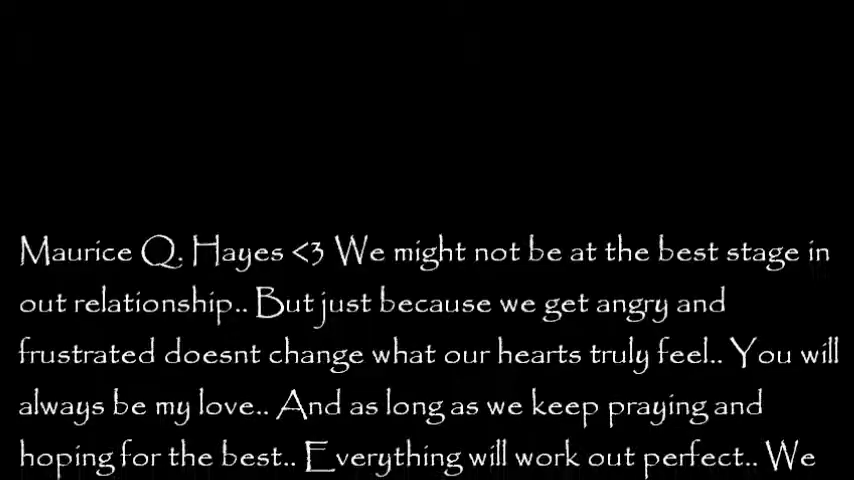 Maurice Q. Hayes <3 We might not be at the best stage in
out relationship.. But just because we get angry and
frustrated doesnt change what our hearts truly feel.. You will
always be my love.. And as long as we keep praying and
hoping for the best.. Everything will work out perfect.. We